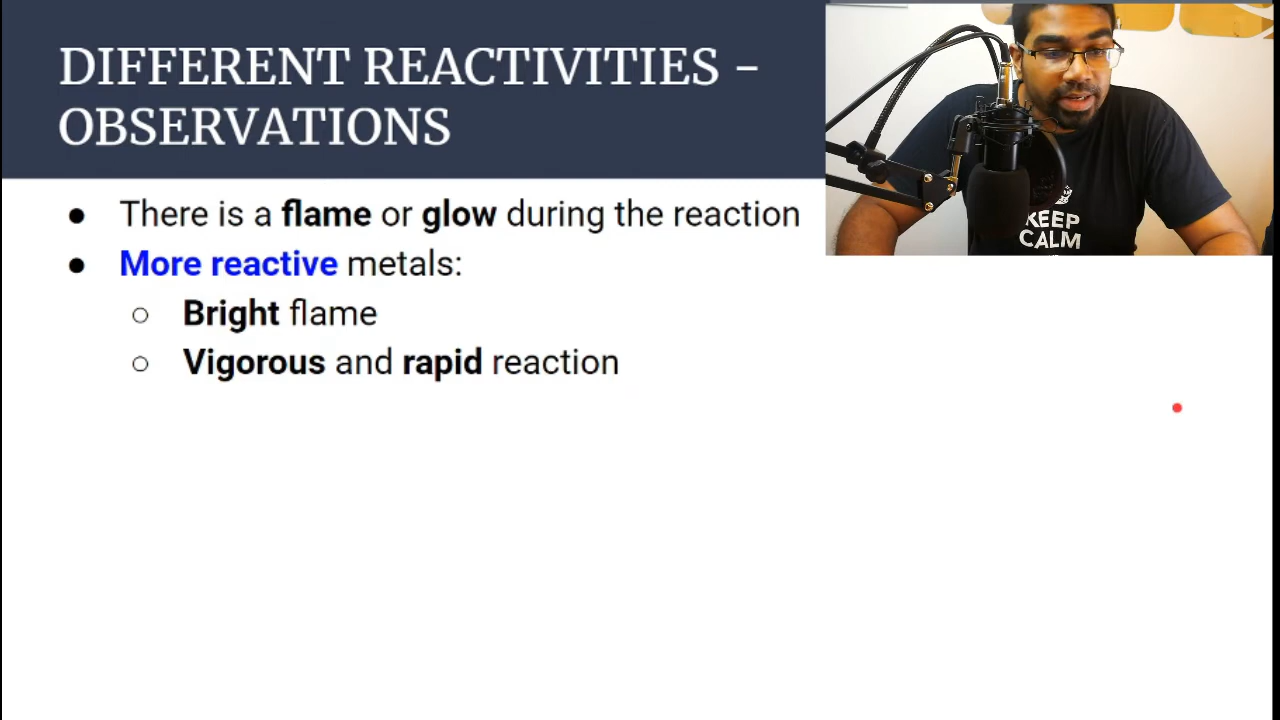 DIFFERENT REACTIVITIES –
OBSERVATIONS
● There is a flame or glow during the reaction
● More reactive metals:
○ Bright flame
○ Vigorous and rapid reaction
KEEP
CALM